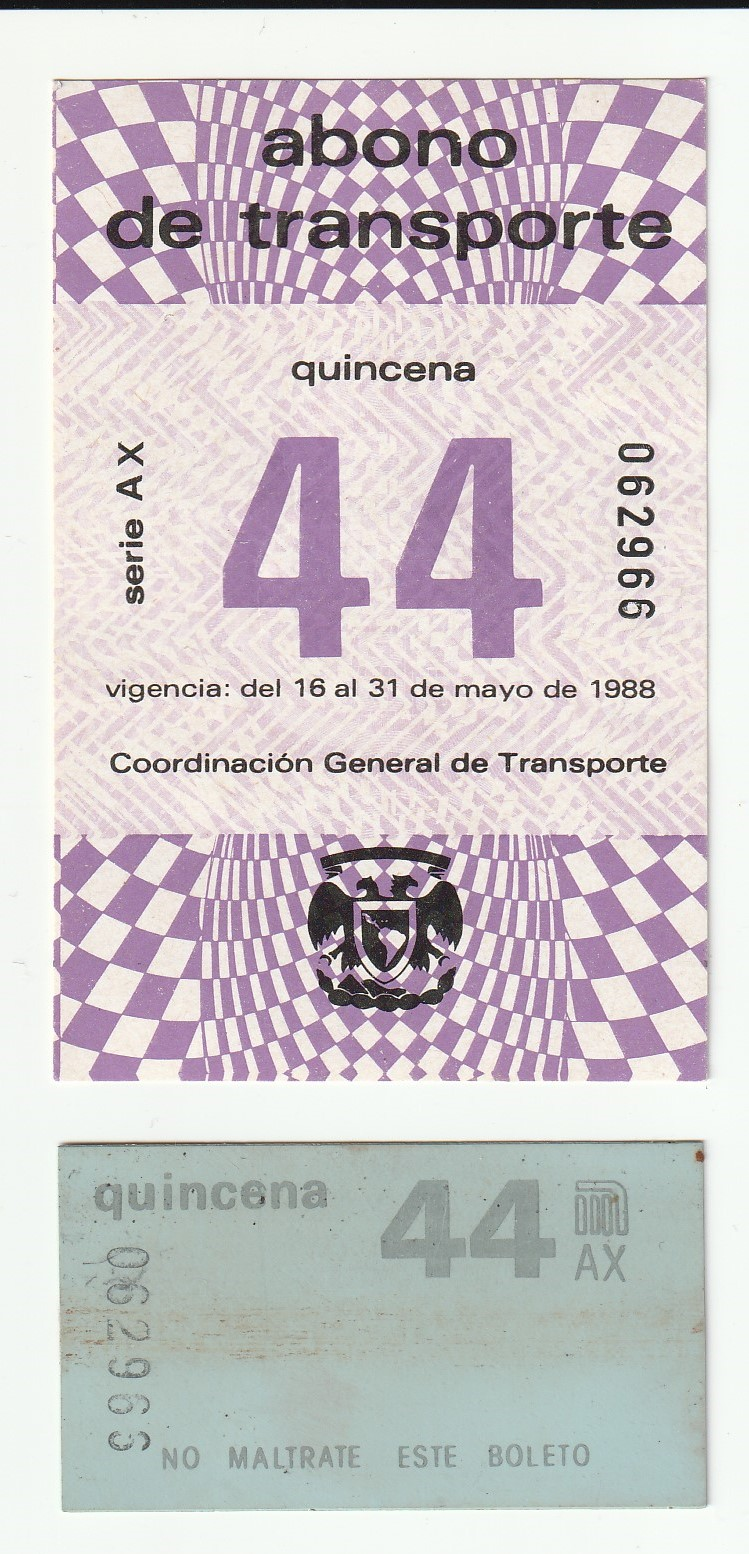 abono
de transporte
quincena
serie AX
44
062966
vigencia: del 16 al 31 de mayo de 1988
Coordinación General de Transporte
quincena
44
AX
NO MALTRATE ESTE BOLETO